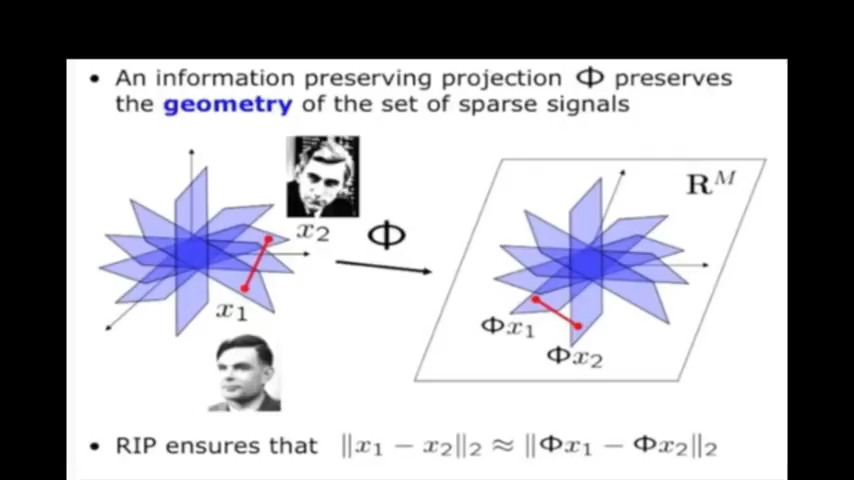 • An information preserving projection Φ preserves
the geometry of the set of sparse signals
x₂
Φ
x₁
R^M
Φx₁
Φx₂
• RIP ensures that ‖x₁ − x₂‖₂ ≈ ‖Φx₁ − Φx₂‖₂